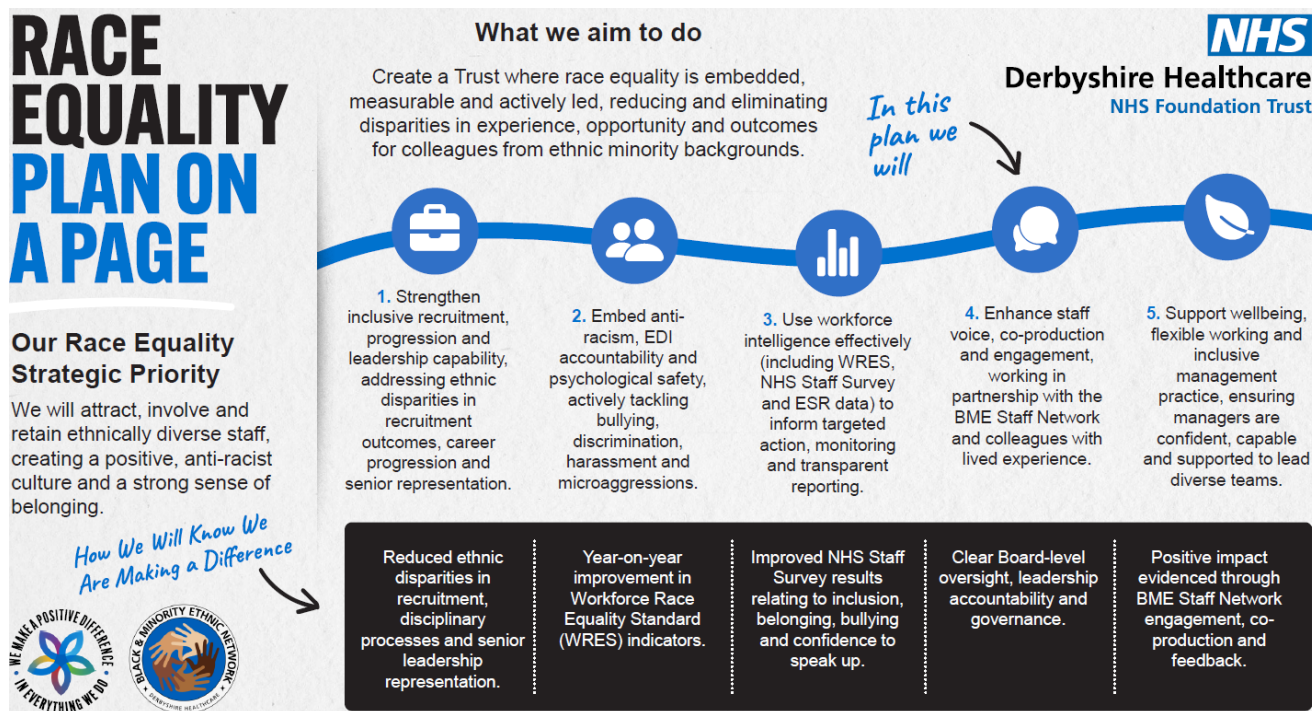 RACE
EQUALITY
PLAN ON
A PAGE
Our Race Equality
Strategic Priority
We will attract, involve and
retain ethnically diverse staff,
creating a positive, anti-racist
culture and a strong sense of
belonging.
What we aim to do
Create a Trust where race equality is embedded,
measurable and actively led, reducing and eliminating
disparities in experience, opportunity and outcomes
for colleagues from ethnic minority backgrounds.
NHS
Derbyshire Healthcare
NHS Foundation Trust
In this
plan we
will
1. Strengthen
inclusive recruitment,
progression and
leadership capability,
addressing ethnic
disparities in
recruitment
outcomes, career
progression and
senior representation.
2. Embed anti-
racism, EDI
accountability and
psychological safety,
actively tackling
bullying,
discrimination,
harassment and
microaggressions.
3. Use workforce
intelligence effectively
(including WRES,
NHS Staff Survey
and ESR data) to
inform targeted
action, monitoring
and transparent
reporting.
4. Enhance staff
voice, co-production
and engagement,
working in
partnership with the
BME Staff Network
and colleagues with
lived experience.
5. Support wellbeing,
flexible working and
inclusive
management
practice, ensuring
managers are
confident, capable
and supported to lead
diverse teams.
How We Will Know We
Are Making a Difference
Reduced ethnic
disparities in
recruitment,
disciplinary
processes and senior
leadership
representation.
Year-on-year
improvement in
Workforce Race
Equality Standard
(WRES) indicators.
Improved NHS Staff
Survey results
relating to inclusion,
belonging, bullying
and confidence to
speak up.
Clear Board-level
oversight, leadership
accountability and
governance.
Positive impact
evidenced through
BME Staff Network
engagement, co-
production and
feedback.
WE MAKE A POSITIVE DIFFERENCE
IN EVERYTHING WE DO
BLACK & MINORITY ETHNIC NETWORK
DERBYSHIRE HEALTHCARE